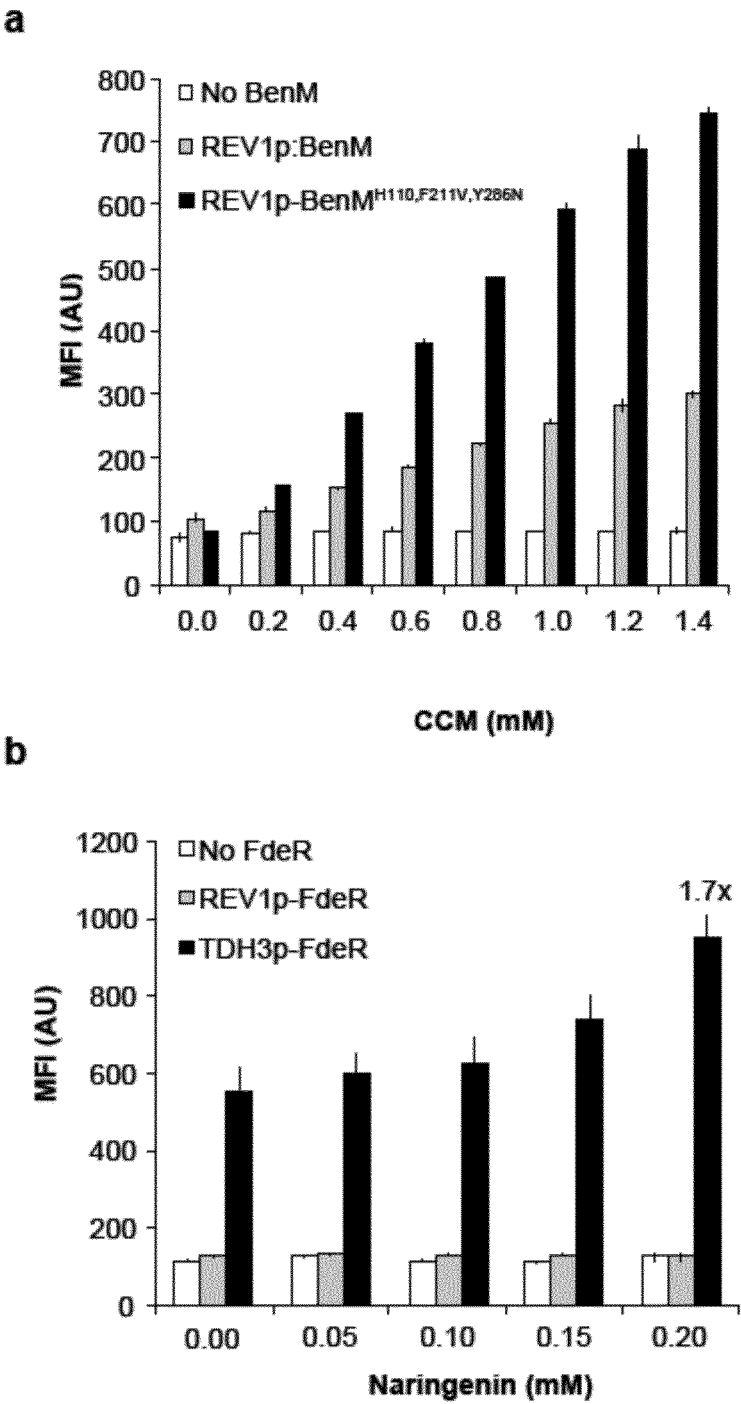 a
800
700
600
500
400
300
200
100
0
MFI (AU)
No BenM
REV1p:BenM
REV1p-BenM^H110,F211V,Y286N
0.0 0.2 0.4 0.6 0.8 1.0 1.2 1.4
CCM (mM)
b
1200
1000
800
600
400
200
0
MFI (AU)
No FdeR
REV1p-FdeR
TDH3p-FdeR
1.7x
0.00 0.05 0.10 0.15 0.20
Naringenin (mM)